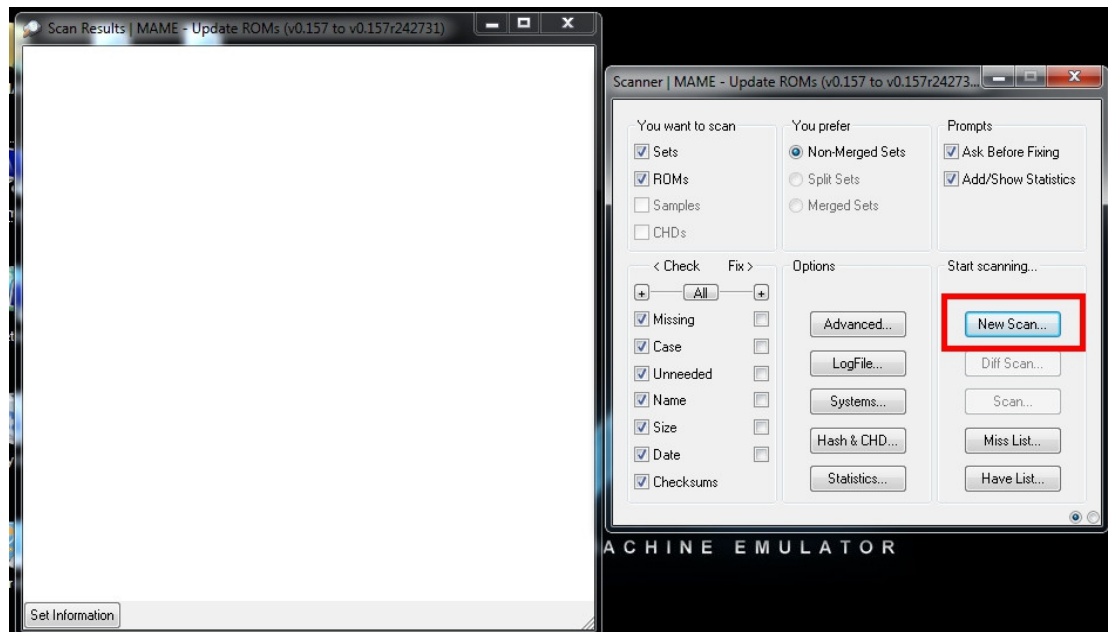 Scan Results | MAME - Update ROMs (v0.157 to v0.157r242731)
Set Information
Scanner | MAME - Update ROMs (v0.157 to v0.157r24273...
You want to scan
Sets
ROMs
Samples
CHDs
You prefer
Non-Merged Sets
Split Sets
Merged Sets
Prompts
Ask Before Fixing
Add/Show Statistics
< Check Fix >
+ All +
Missing
Case
Unneeded
Name
Size
Date
Checksums
Options
Advanced...
LogFile...
Systems...
Hash & CHD...
Statistics...
Start scanning...
New Scan...
Diff Scan...
Scan...
Miss List...
Have List...
ACHINE EMULATOR